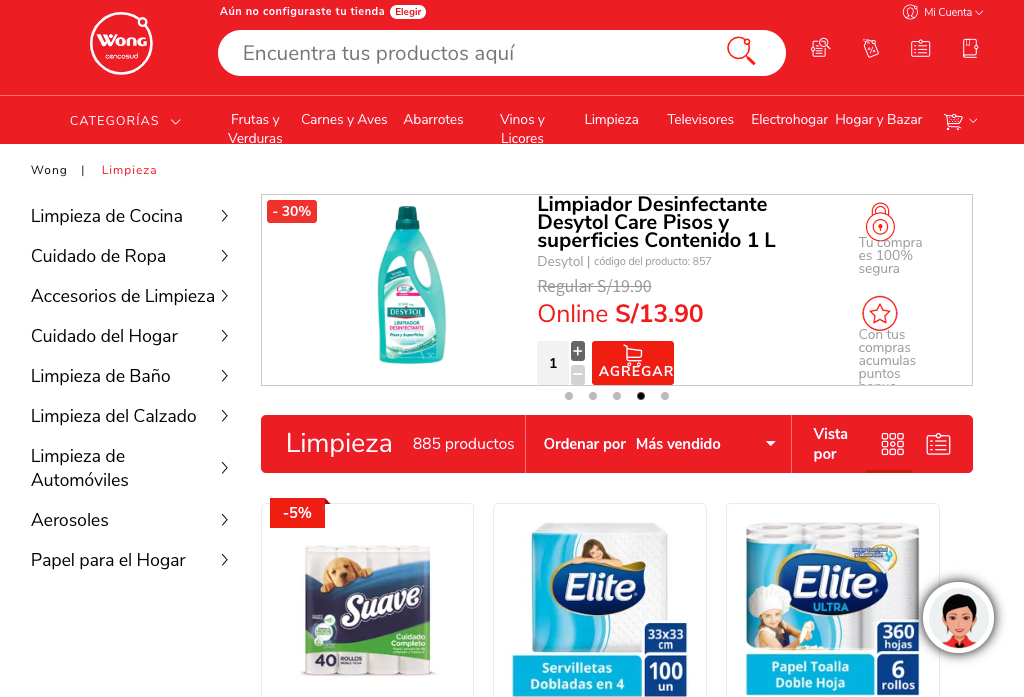 Aún no configuraste tu tienda Elegir
Mi Cuenta
Wong
cencosud
Encuentra tus productos aquí
CATEGORÍAS
Frutas y
Verduras
Carnes y Aves
Abarrotes
Vinos y
Licores
Limpieza
Televisores
Electrohogar
Hogar y Bazar
Wong | Limpieza
Limpieza de Cocina
Cuidado de Ropa
Accesorios de Limpieza
Cuidado del Hogar
Limpieza de Baño
Limpieza del Calzado
Limpieza de
Automóviles
Aerosoles
Papel para el Hogar
- 30%
DESYTOL
LIMPIADOR
DESINFECTANTE
Limpiador Desinfectante
Desytol Care Pisos y
superficies Contenido 1 L
Desytol | código del producto: 857
Regular S/19.90
Online S/13.90
1
+
−
AGREGAR
Tu compra
es 100%
segura
Con tus
compras
acumulas
puntos
Limpieza
885 productos
Ordenar por Más vendido
Vista
por
-5%
Suave
Cuidado
Completo
40 ROLLOS
Elite
33x33
cm
Servilletas
Dobladas en 4
100
un
Elite
ULTRA
360
hojas
Papel Toalla
Doble Hoja
6
rollos